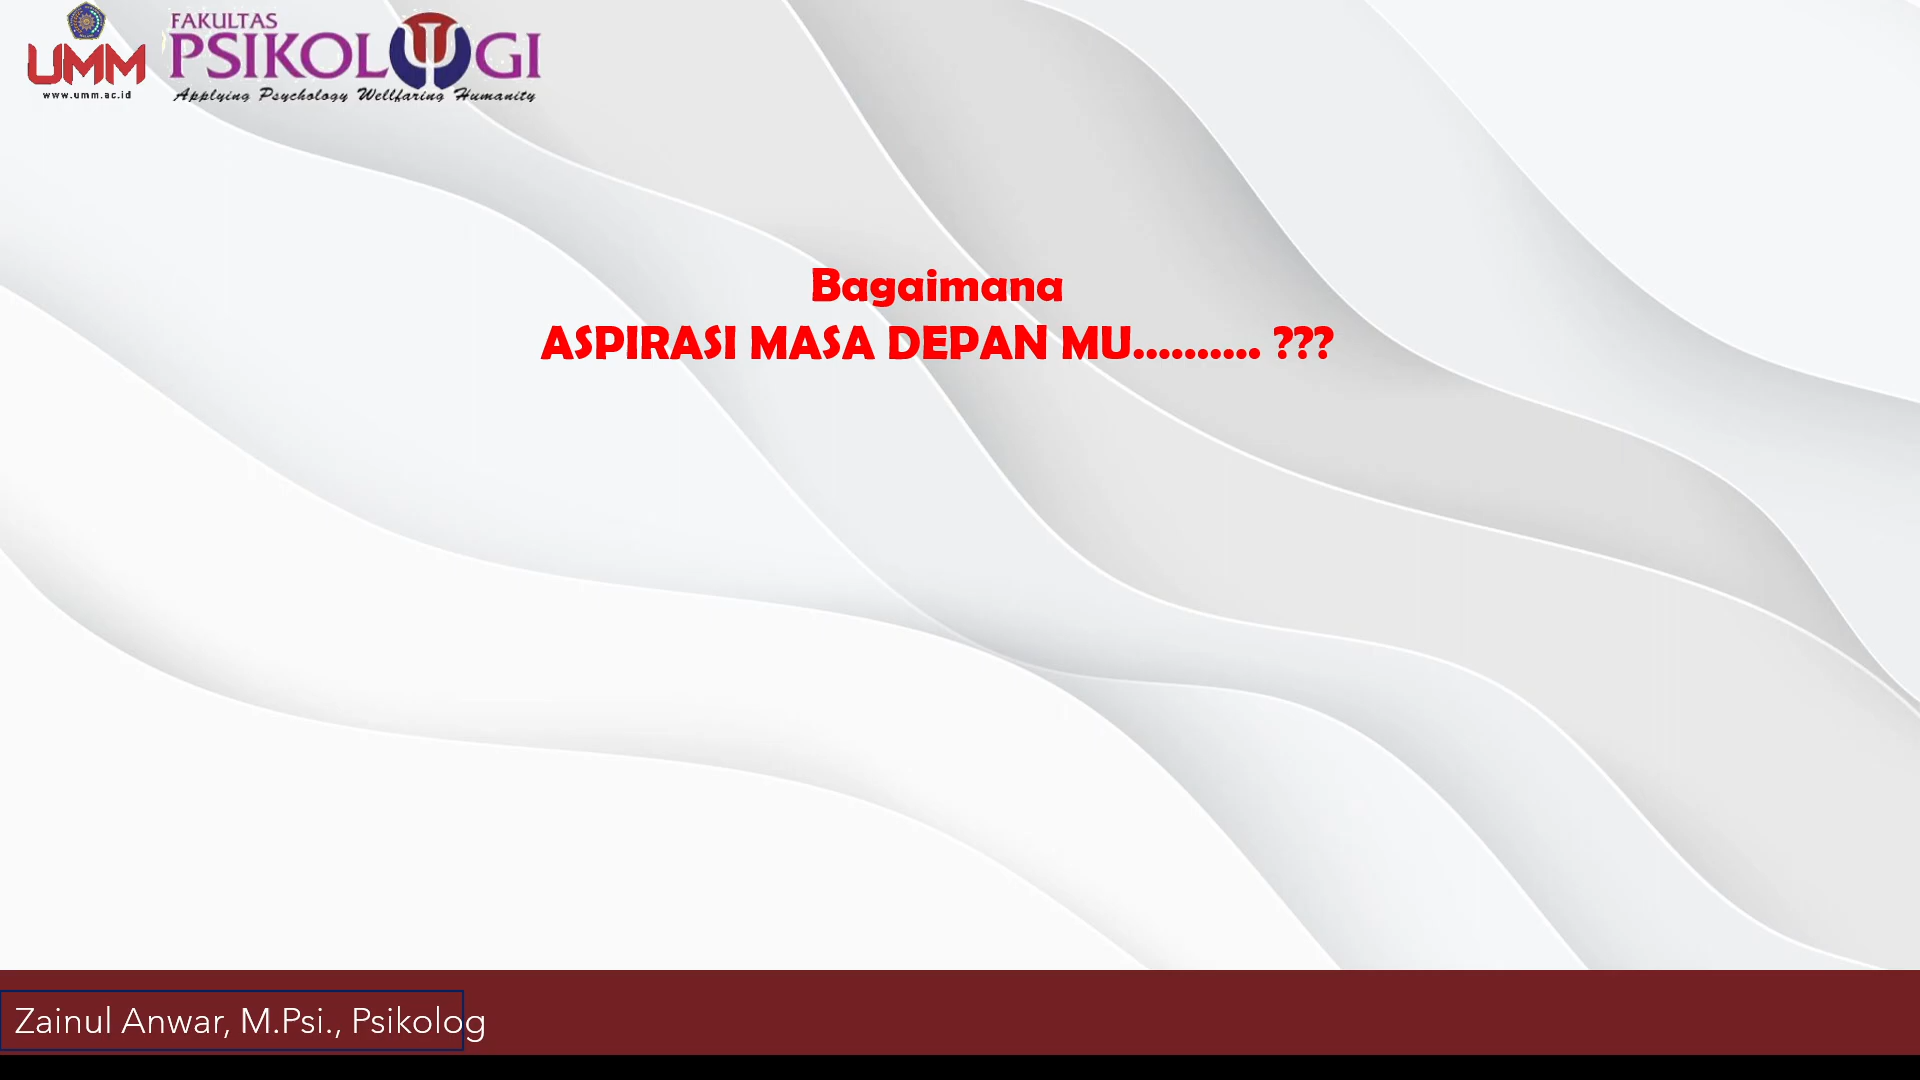 UMM
www.umm.ac.id
FAKULTAS
PSIKOLOGI
Applying Psychology Wellfaring Humanity
Bagaimana
ASPIRASI MASA DEPAN MU.......... ???
Zainul Anwar, M.Psi., Psikolog